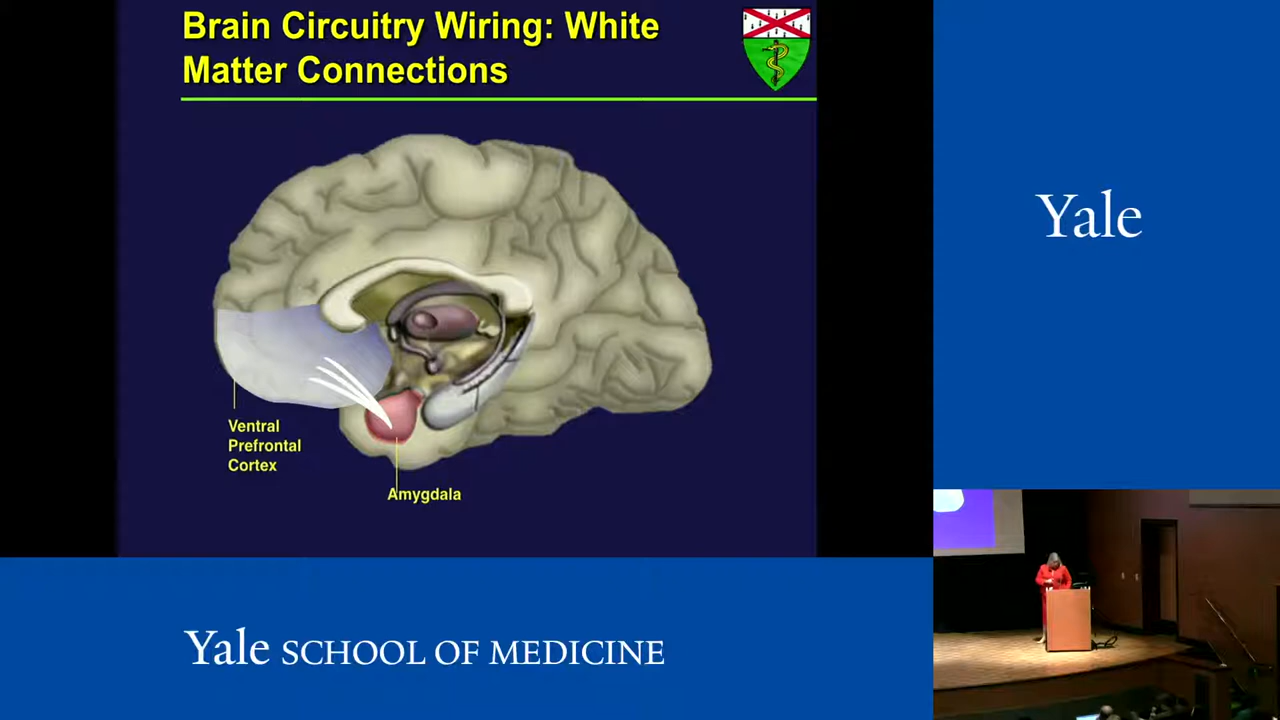 Brain Circuitry Wiring: White
Matter Connections
Ventral
Prefrontal
Cortex
Amygdala
Yale
Yale SCHOOL OF MEDICINE